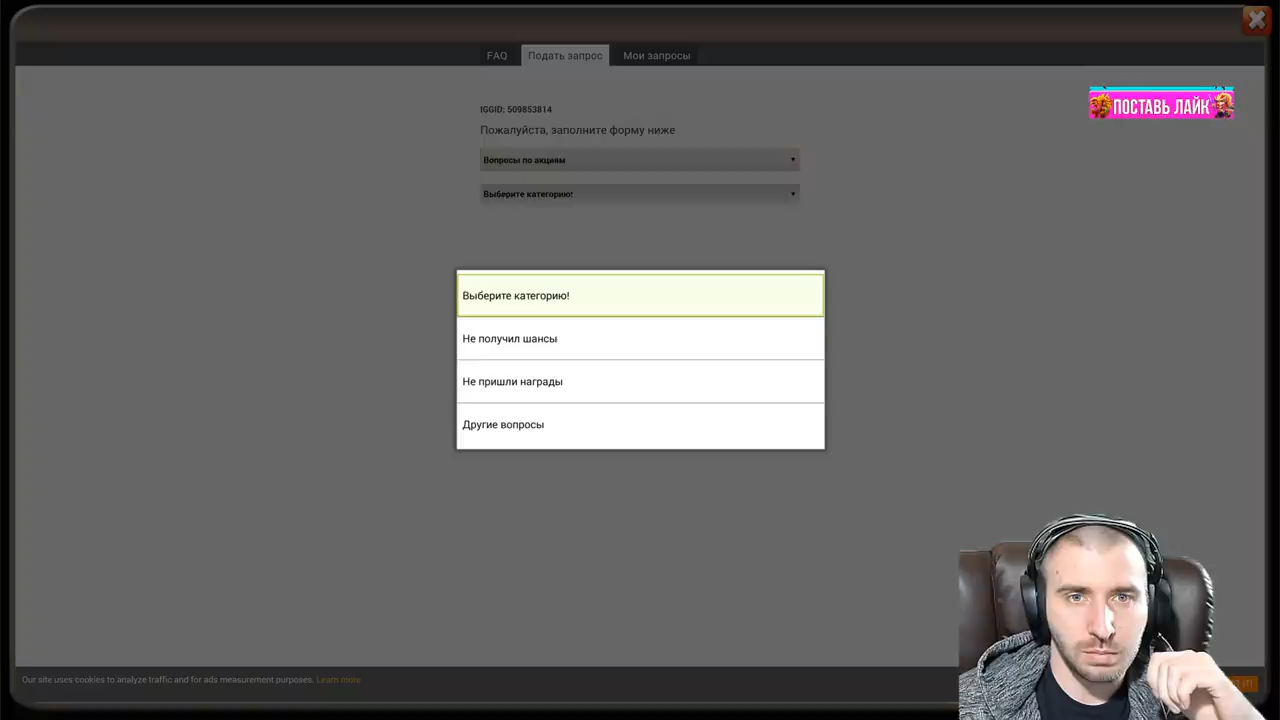 FAQ
Подать запрос
Мои запросы
IGGID: 509853814
Пожалуйста, заполните форму ниже
Вопросы по акциям
Выберите категорию!
ПОСТАВЬ ЛАЙК
Выберите категорию!
Не получил шансы
Не пришли награды
Другие вопросы
Our site uses cookies to analyze traffic and for ads measurement purposes. Learn more